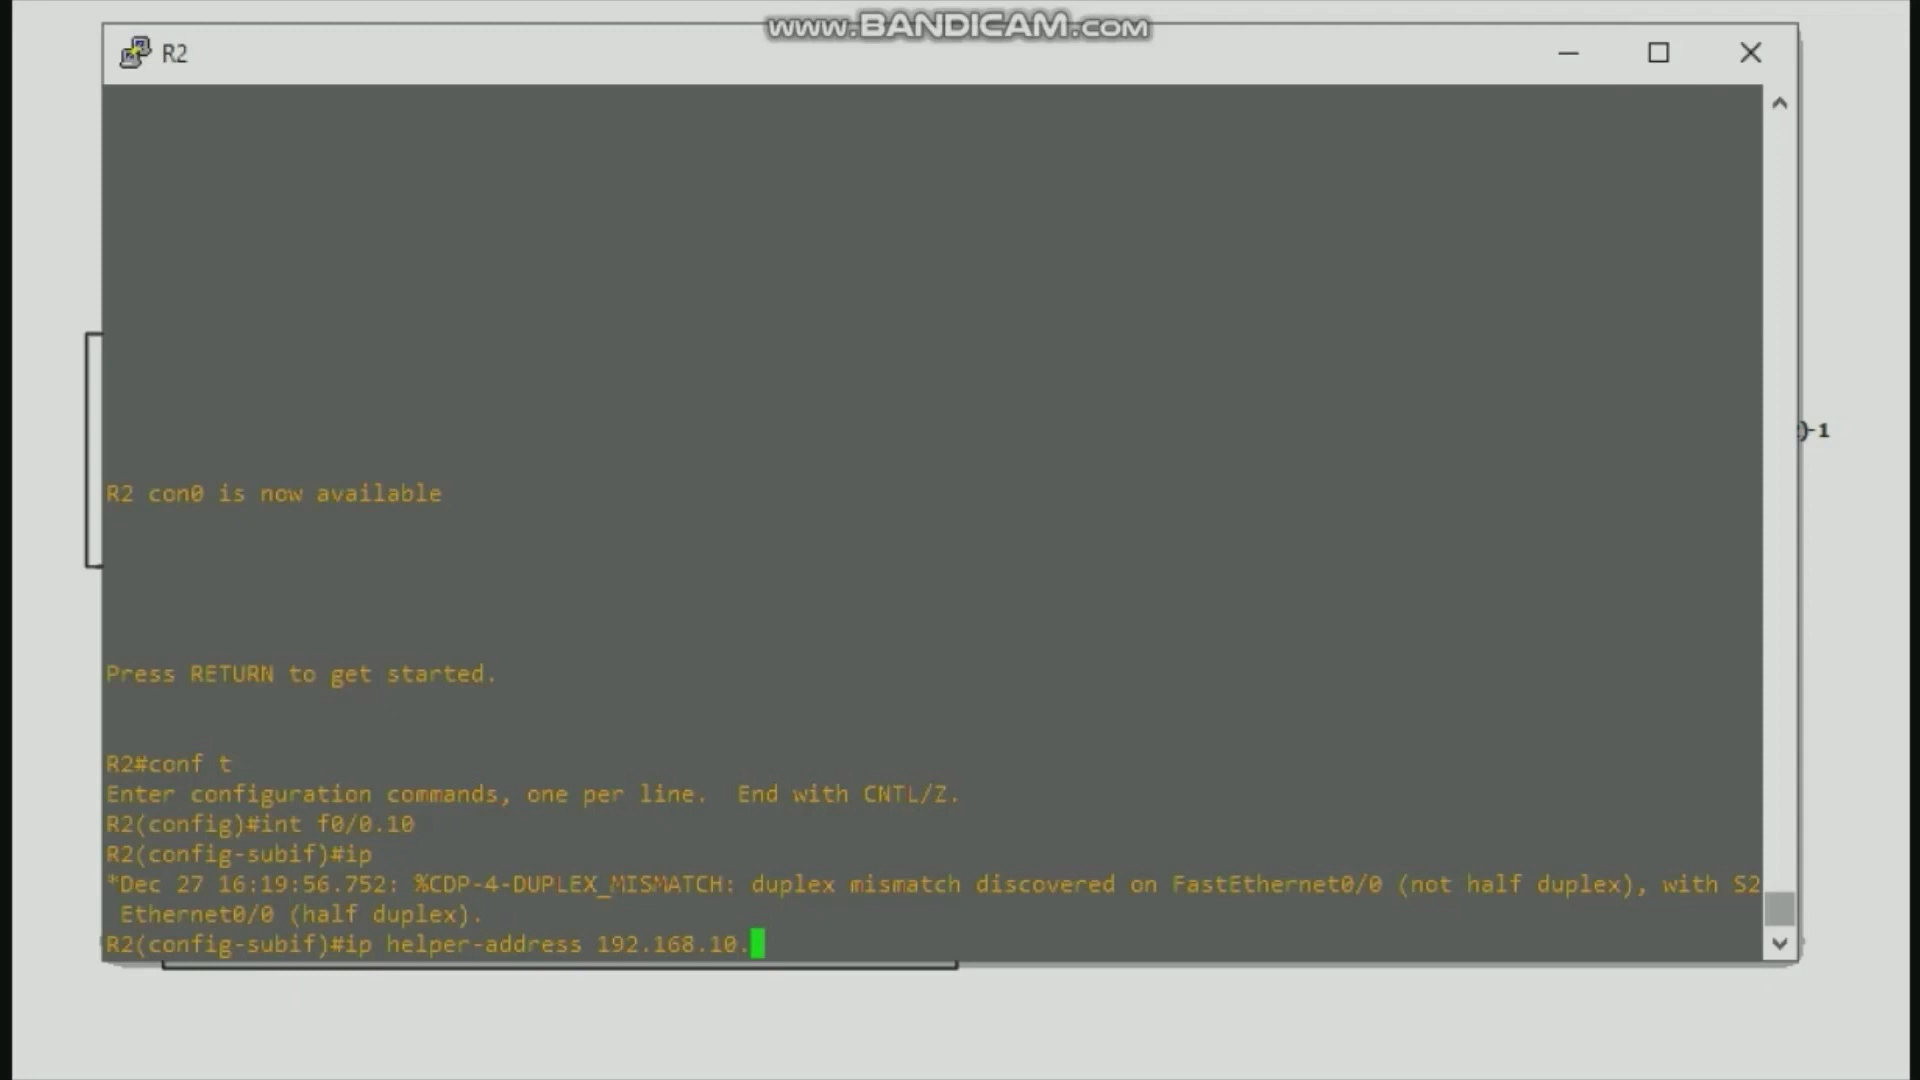 www.BANDICAM.com
R2
)-1
R2 con0 is now available
Press RETURN to get started.
R2#conf t
Enter configuration commands, one per line.  End with CNTL/Z.
R2(config)#int f0/0.10
R2(config-subif)#ip
*Dec 27 16:19:56.752: %CDP-4-DUPLEX_MISMATCH: duplex mismatch discovered on FastEthernet0/0 (not half duplex), with S2
Ethernet0/0 (half duplex).
R2(config-subif)#ip helper-address 192.168.10.